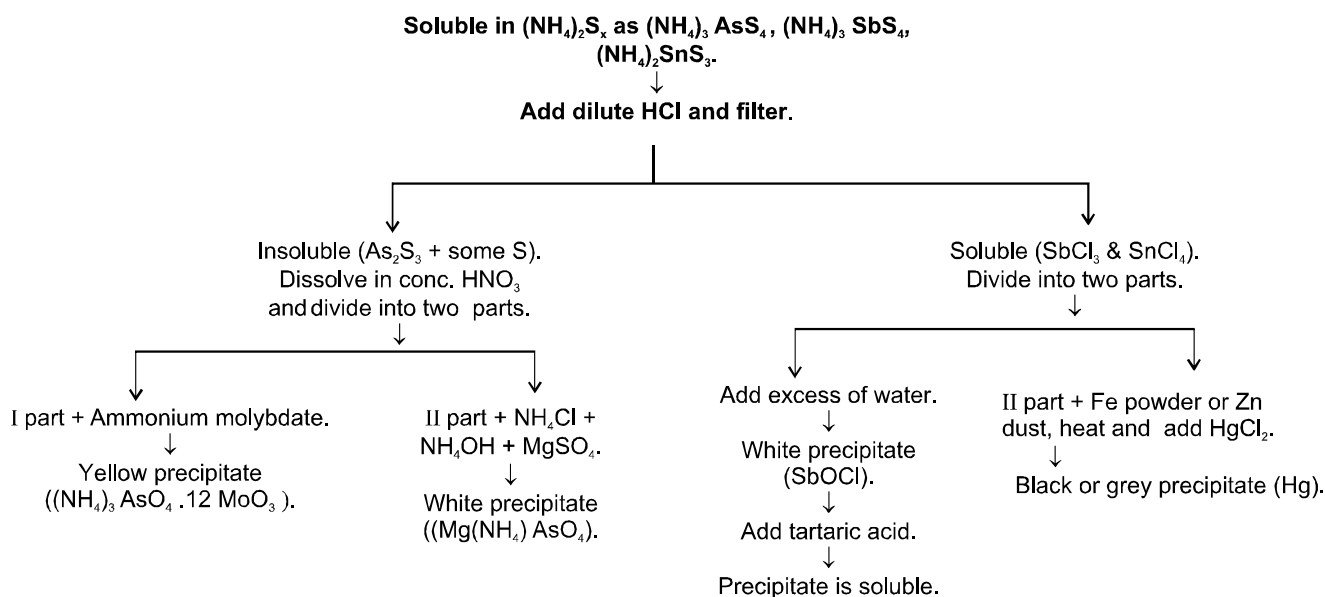 Soluble in (NH₄)₂Sₓ as (NH₄)₃ AsS₄, (NH₄)₃ SbS₄,
(NH₄)₂SnS₃.
↓
Add dilute HCl and filter.
Insoluble (As₂S₃ + some S).
Dissolve in conc. HNO₃
and divide into two parts.
↓
I part + Ammonium molybdate.
↓
Yellow precipitate
((NH₄)₃ AsO₄ .12 MoO₃ ).
II part + NH₄Cl +
NH₄OH + MgSO₄.
↓
White precipitate
((Mg(NH₄) AsO₄).
Soluble (SbCl₃ & SnCl₄).
Divide into two parts.
↓
Add excess of water.
↓
White precipitate
(SbOCl).
↓
Add tartaric acid.
↓
Precipitate is soluble.
II part + Fe powder or Zn
dust, heat and add HgCl₂.
↓
Black or grey precipitate (Hg).